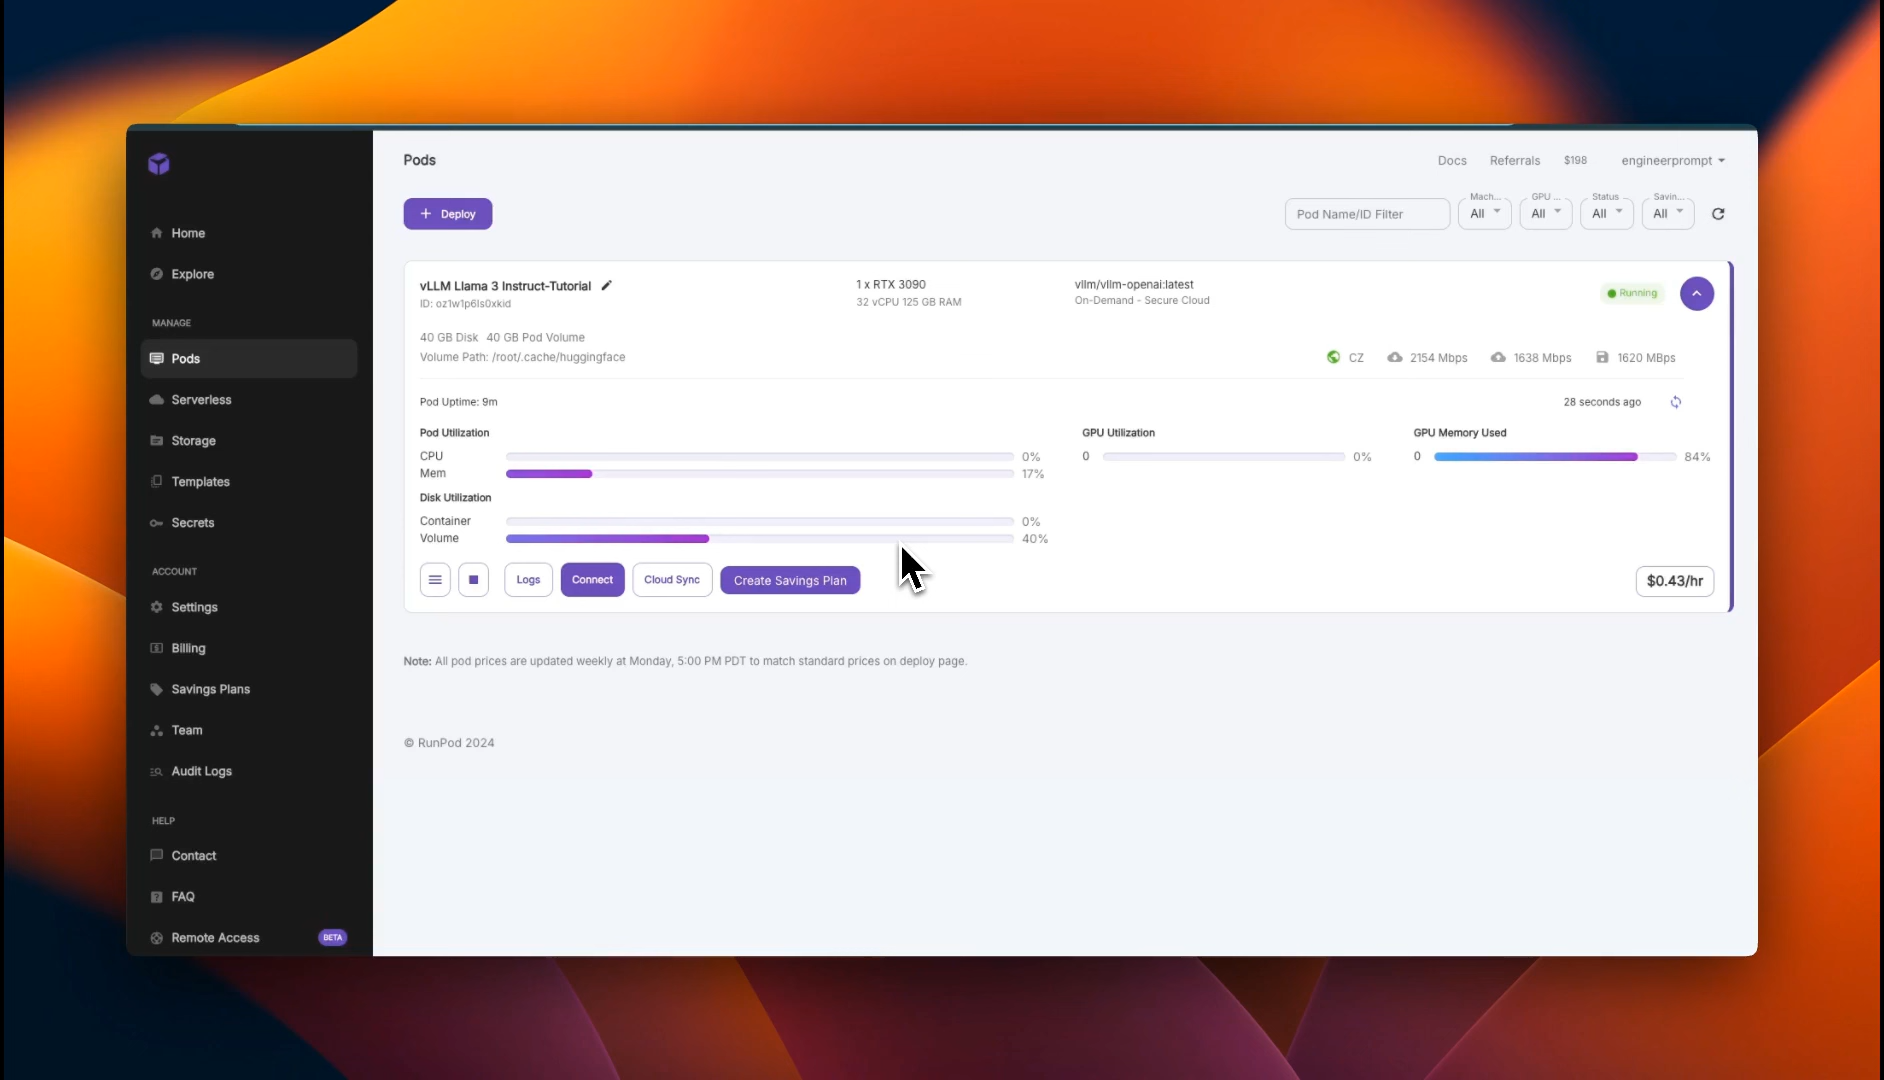 Pods
Docs Referrals $198 engineerprompt
Deploy
Pod Name/ID Filter
Mach... All
GPU ... All
Status All
Savin... All
Home
Explore
MANAGE
Pods
Serverless
Storage
Templates
Secrets
ACCOUNT
Settings
Billing
Savings Plans
Team
Audit Logs
HELP
Contact
FAQ
Remote Access BETA
vLLM Llama 3 Instruct-Tutorial
ID: oz1w1p6ls0xkid
1 x RTX 3090
32 vCPU 125 GB RAM
vllm/vllm-openai:latest
On-Demand - Secure Cloud
Running
40 GB Disk 40 GB Pod Volume
Volume Path: /root/.cache/huggingface
CZ 2154 Mbps 1638 Mbps 1620 MBps
Pod Uptime: 9m
28 seconds ago
Pod Utilization
CPU 0%
Mem 17%
Disk Utilization
Container 0%
Volume 40%
GPU Utilization
0 0%
GPU Memory Used
0 84%
Logs Connect Cloud Sync Create Savings Plan
$0.43/hr
Note: All pod prices are updated weekly at Monday, 5:00 PM PDT to match standard prices on deploy page.
© RunPod 2024